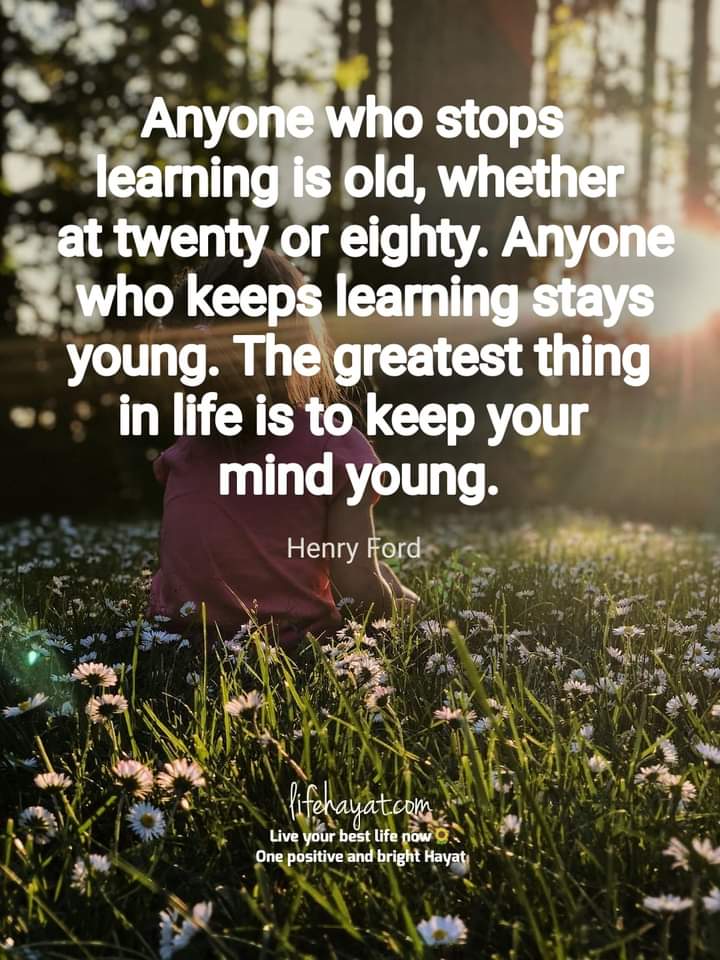 Anyone who stops
learning is old, whether
at twenty or eighty. Anyone
who keeps learning stays
young. The greatest thing
in life is to keep your
mind young.
Henry Ford
lifehayat.com
Live your best life now
One positive and bright Hayat